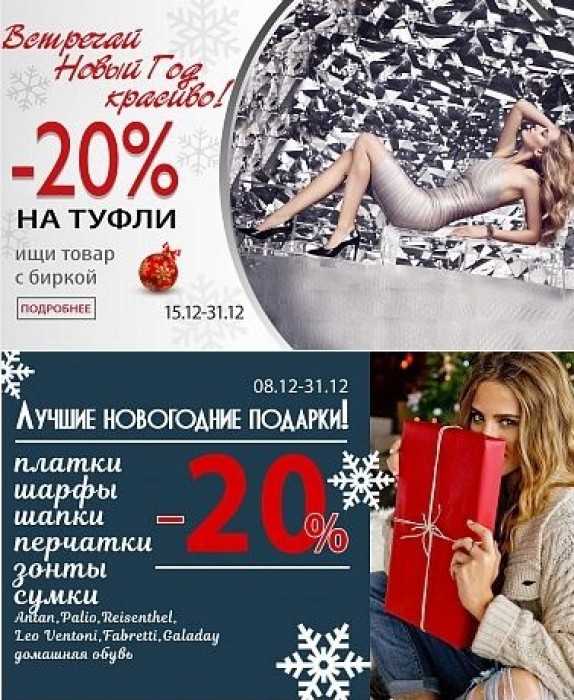 Встречай
Новый Год
красиво!
-20%
НА ТУФЛИ
ищи товар
с биркой
ПОДРОБНЕЕ
15.12-31.12
08.12-31.12
Лучшие новогодние подарки!
платки
шарфы
шапки
перчатки
зонты
сумки
-20%
Antan,Palio,Reisenthel,
Leo Ventoni,Fabretti,Galaday
домашняя обувь